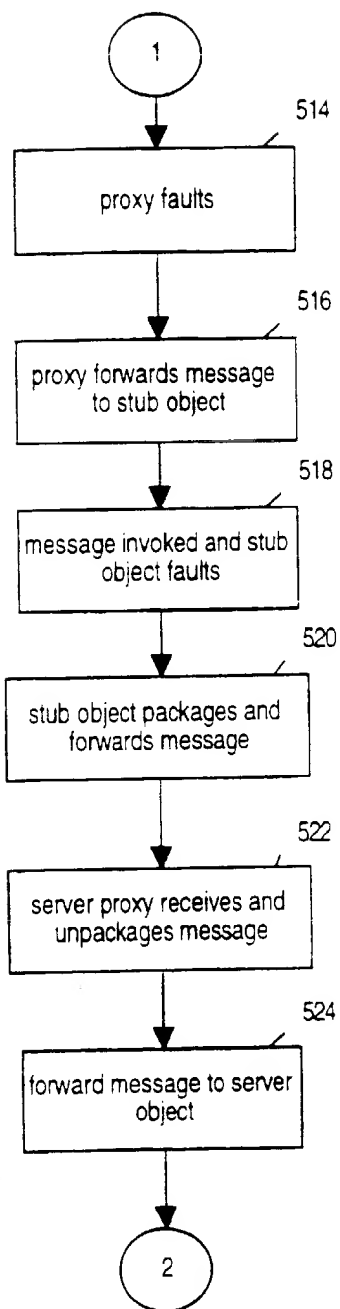 1
514
proxy faults
516
proxy forwards message
to stub object
518
message invoked and stub
object faults
520
stub object packages and
forwards message
522
server proxy receives and
unpackages message
524
forward message to server
object
2